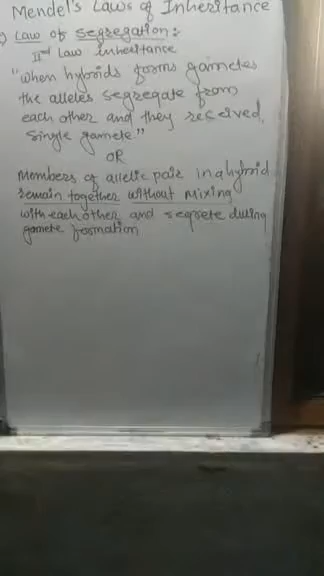 Mendel's Laws of Inheritance
Law of segregation:
IInd Law inheritance
"When hybrids forms gametes
the alleles segregate from
each other and they received
single gamete."
OR
Members of allelic pair in a hybrid
remain together without mixing
with each other and segrete during
gamete formation